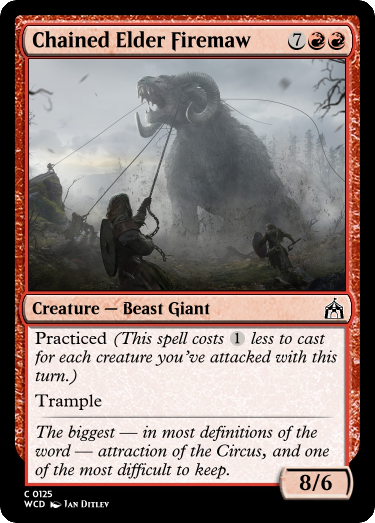 Chained Elder Firemaw 7
Creature — Beast Giant
Practiced (This spell costs 1 less to cast
for each creature you've attacked with this
turn.)
Trample
The biggest — in most definitions of the
word — attraction of the Circus, and one
of the most difficult to keep.
8/6
C 0125
WCD Ian Ditlev